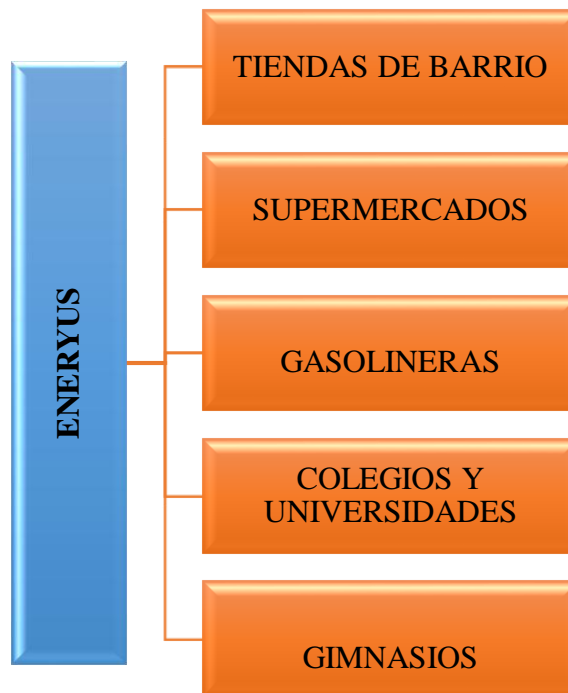 ENERYUS
TIENDAS DE BARRIO
SUPERMERCADOS
GASOLINERAS
COLEGIOS Y
UNIVERSIDADES
GIMNASIOS